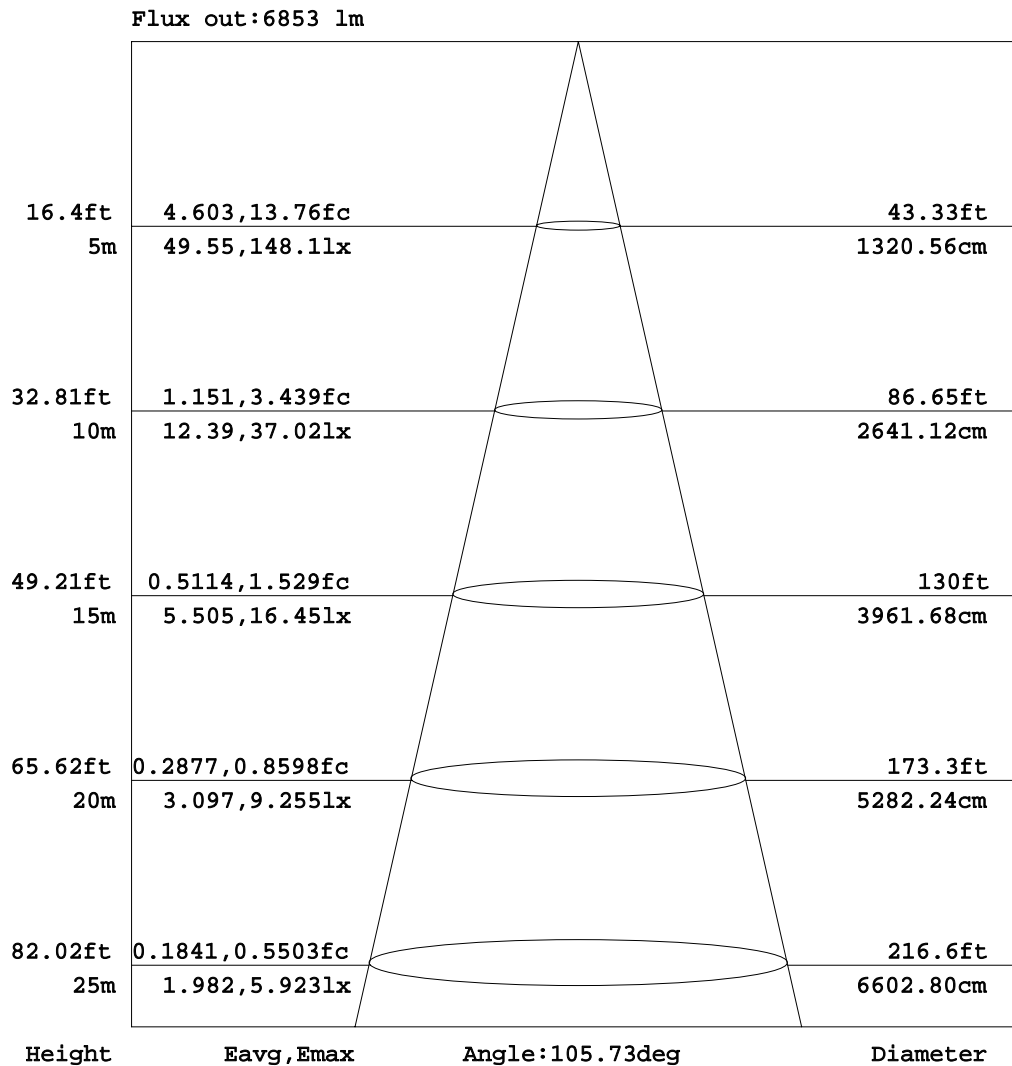 Flux out:6853 lm
16.4ft 4.603,13.76fc 43.33ft
5m 49.55,148.1lx 1320.56cm
32.81ft 1.151,3.439fc 86.65ft
10m 12.39,37.02lx 2641.12cm
49.21ft 0.5114,1.529fc 130ft
15m 5.505,16.45lx 3961.68cm
65.62ft 0.2877,0.8598fc 173.3ft
20m 3.097,9.255lx 5282.24cm
82.02ft 0.1841,0.5503fc 216.6ft
25m 1.982,5.923lx 6602.80cm
Height Eavg,Emax Angle:105.73deg Diameter